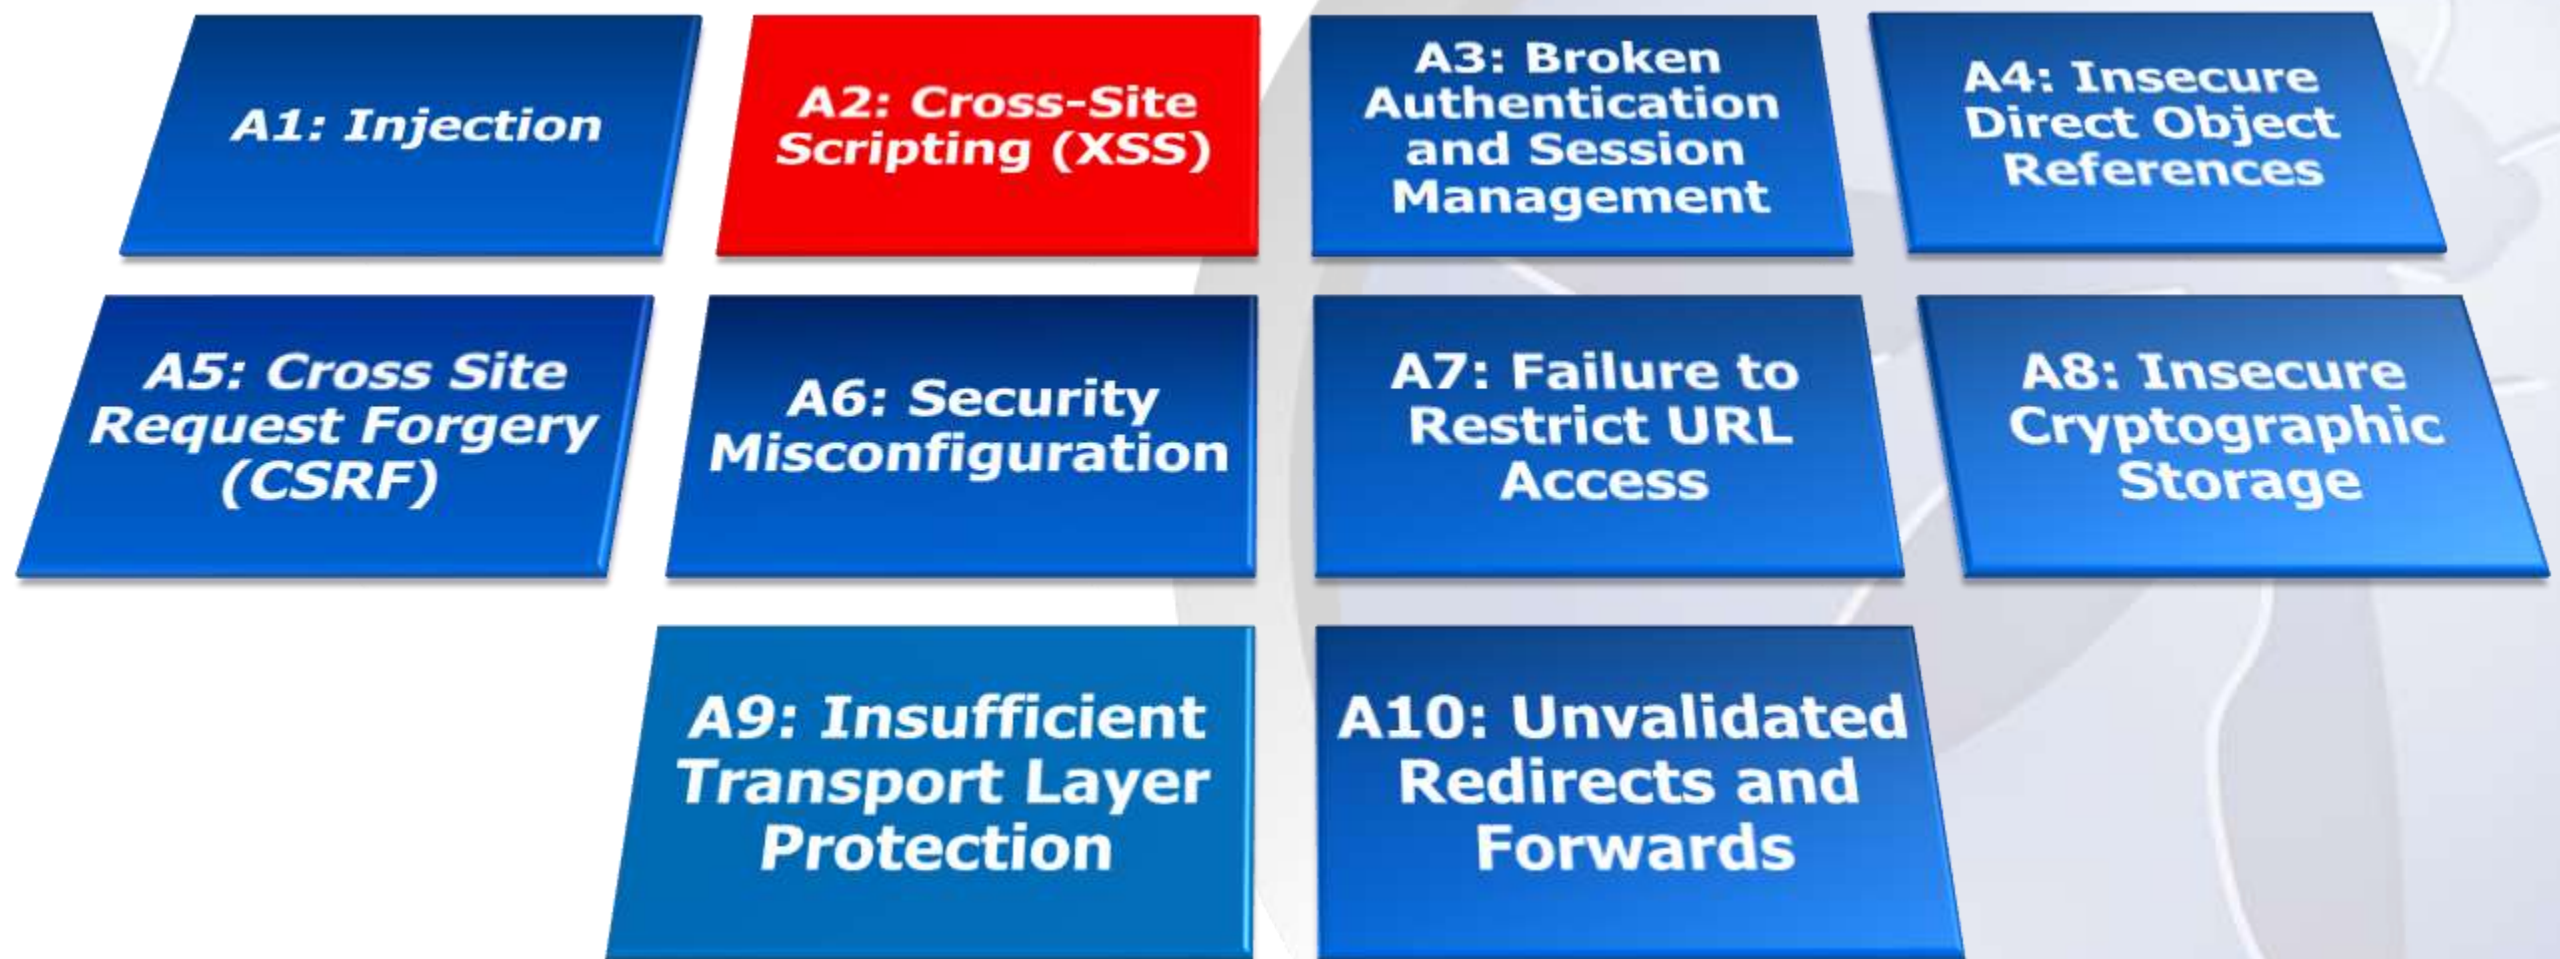 A1: Injection
A2: Cross-Site
Scripting (XSS)
A3: Broken
Authentication
and Session
Management
A4: Insecure
Direct Object
References
A5: Cross Site
Request Forgery
(CSRF)
A6: Security
Misconfiguration
A7: Failure to
Restrict URL
Access
A8: Insecure
Cryptographic
Storage
A9: Insufficient
Transport Layer
Protection
A10: Unvalidated
Redirects and
Forwards